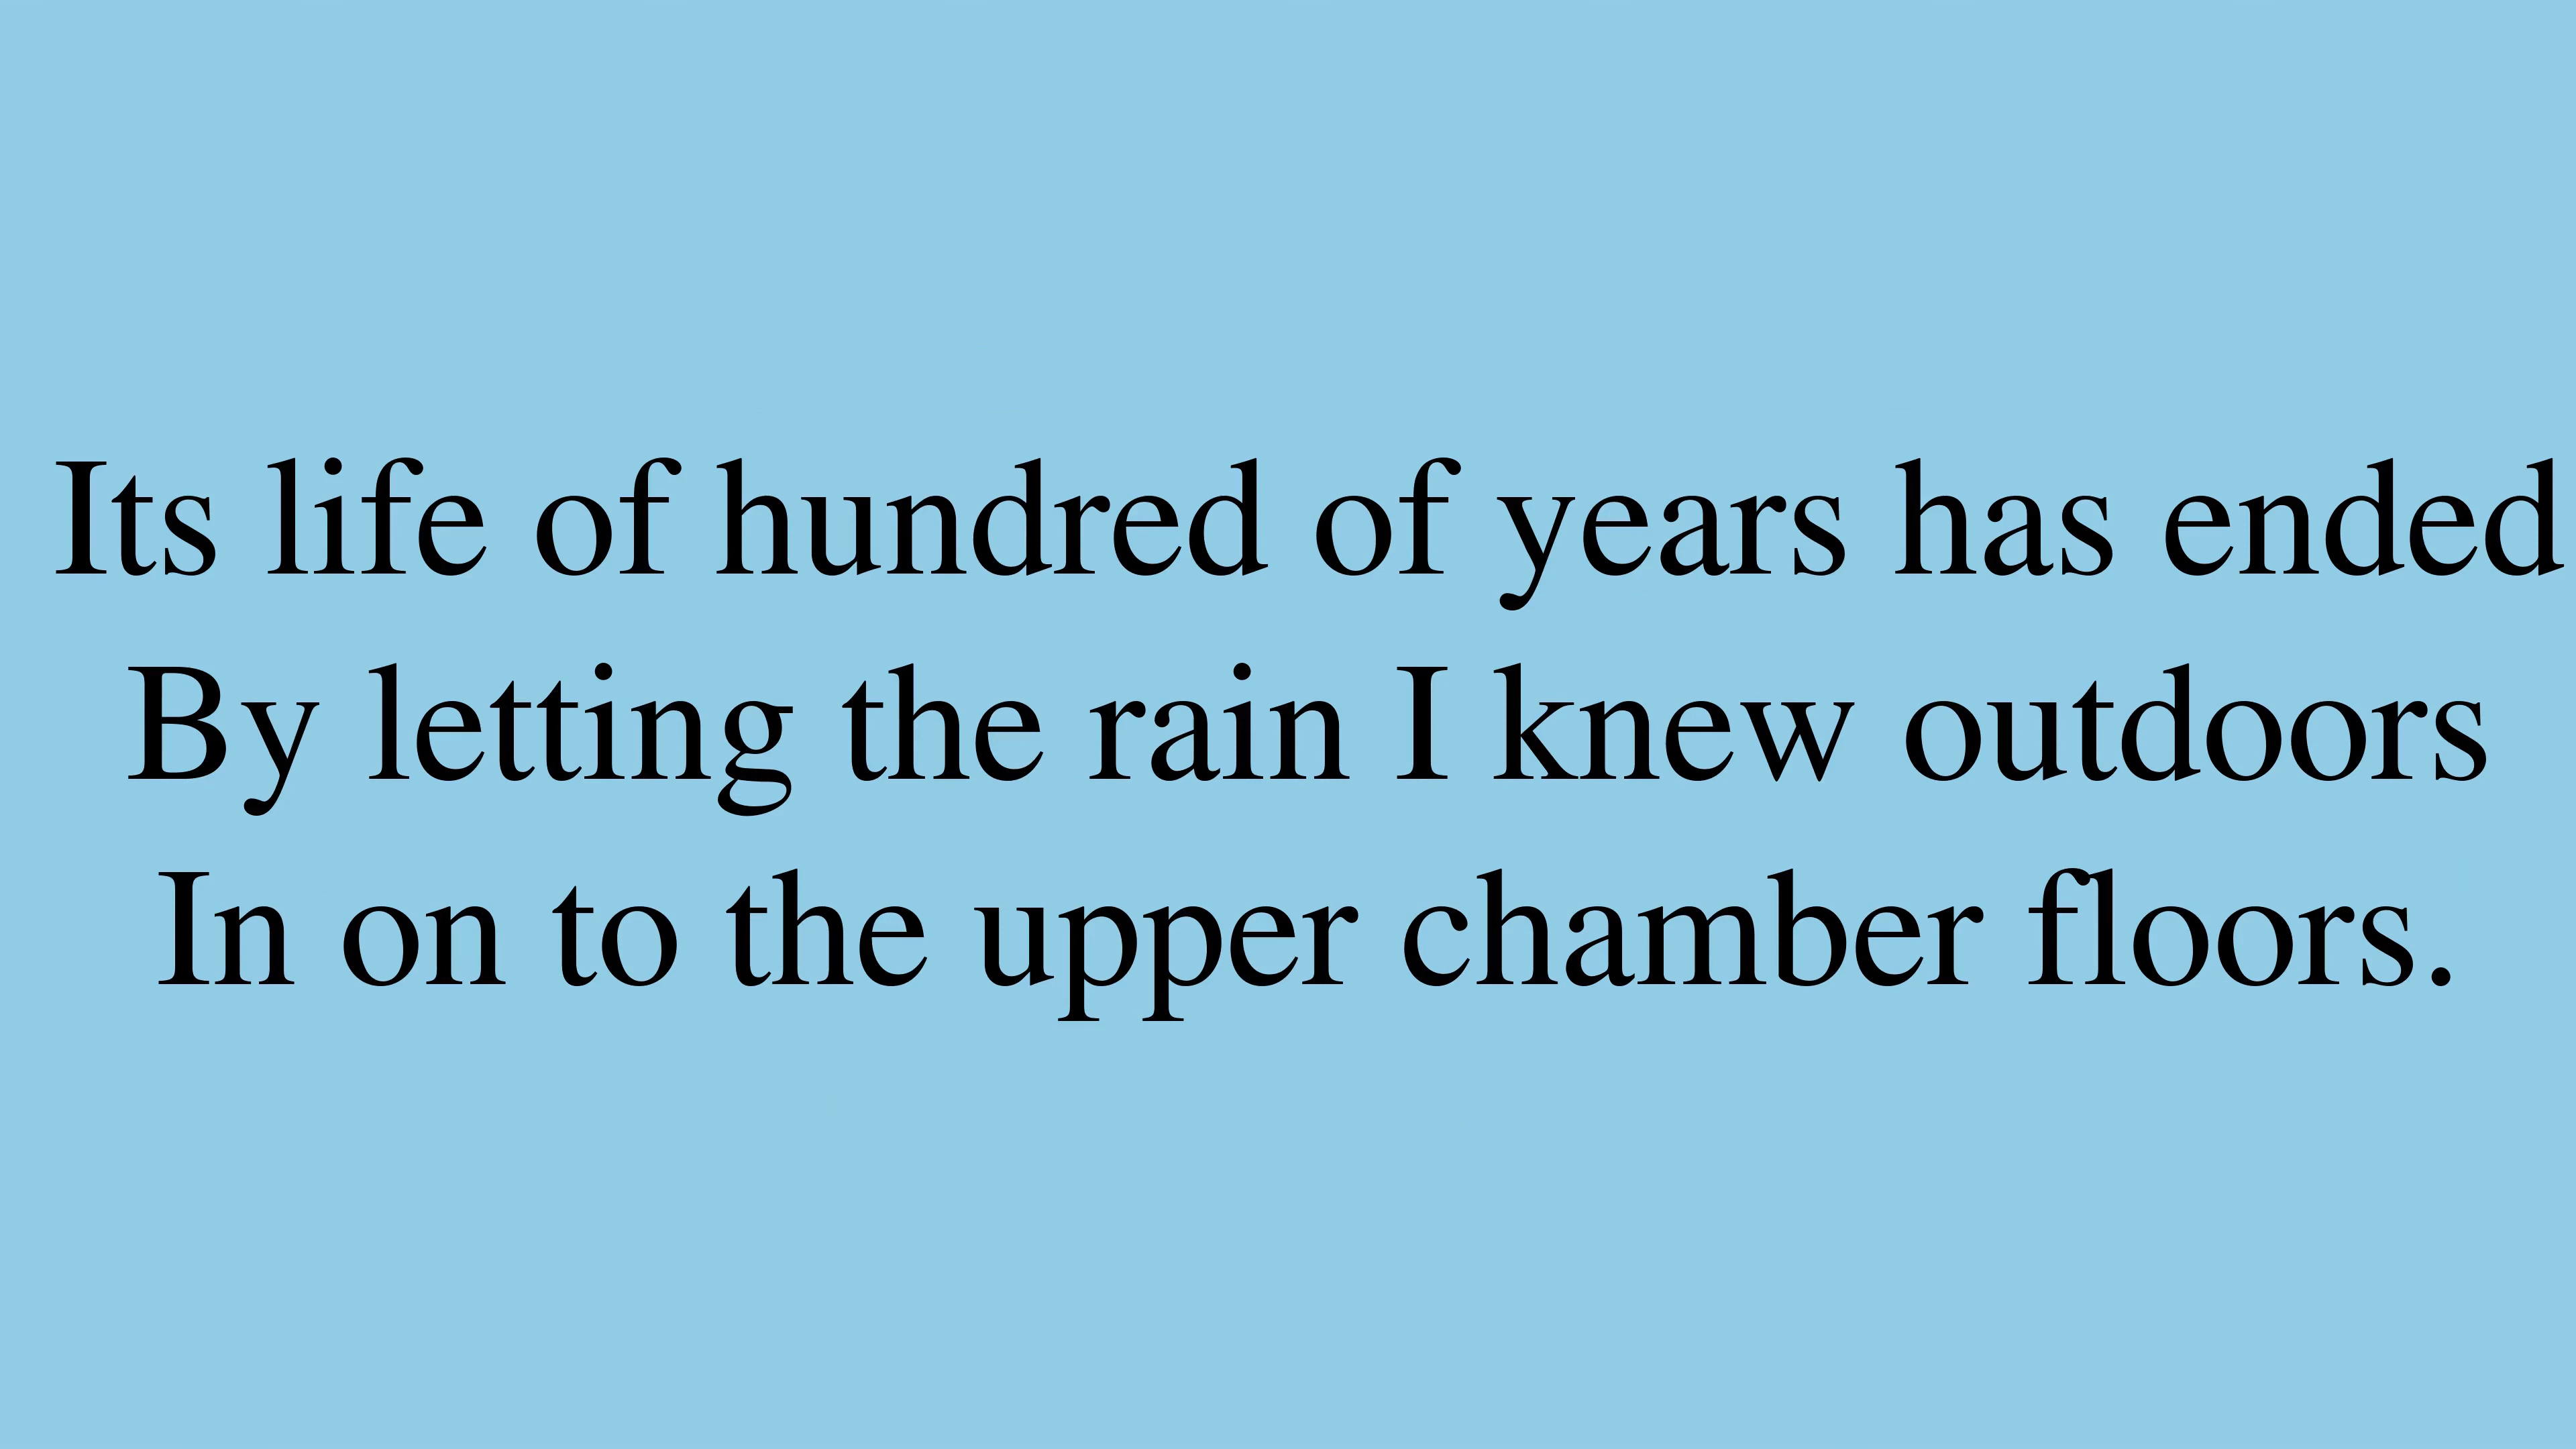 Its life of hundred of years has ended
By letting the rain I knew outdoors
In on to the upper chamber floors.